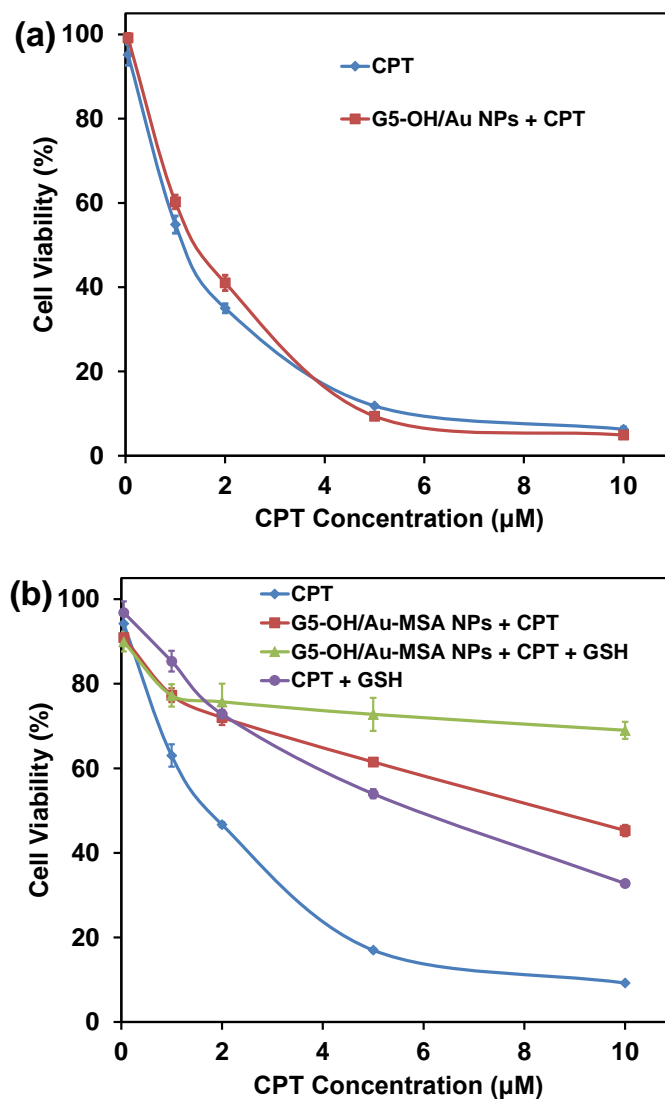 (a)
100
80
60
40
20
0
Cell Viability (%)
CPT
G5-OH/Au NPs + CPT
0 2 4 6 8 10
CPT Concentration (µM)
(b)
100
80
60
40
20
0
Cell Viability (%)
CPT
G5-OH/Au-MSA NPs + CPT
G5-OH/Au-MSA NPs + CPT + GSH
CPT + GSH
0 2 4 6 8 10
CPT Concentration (µM)